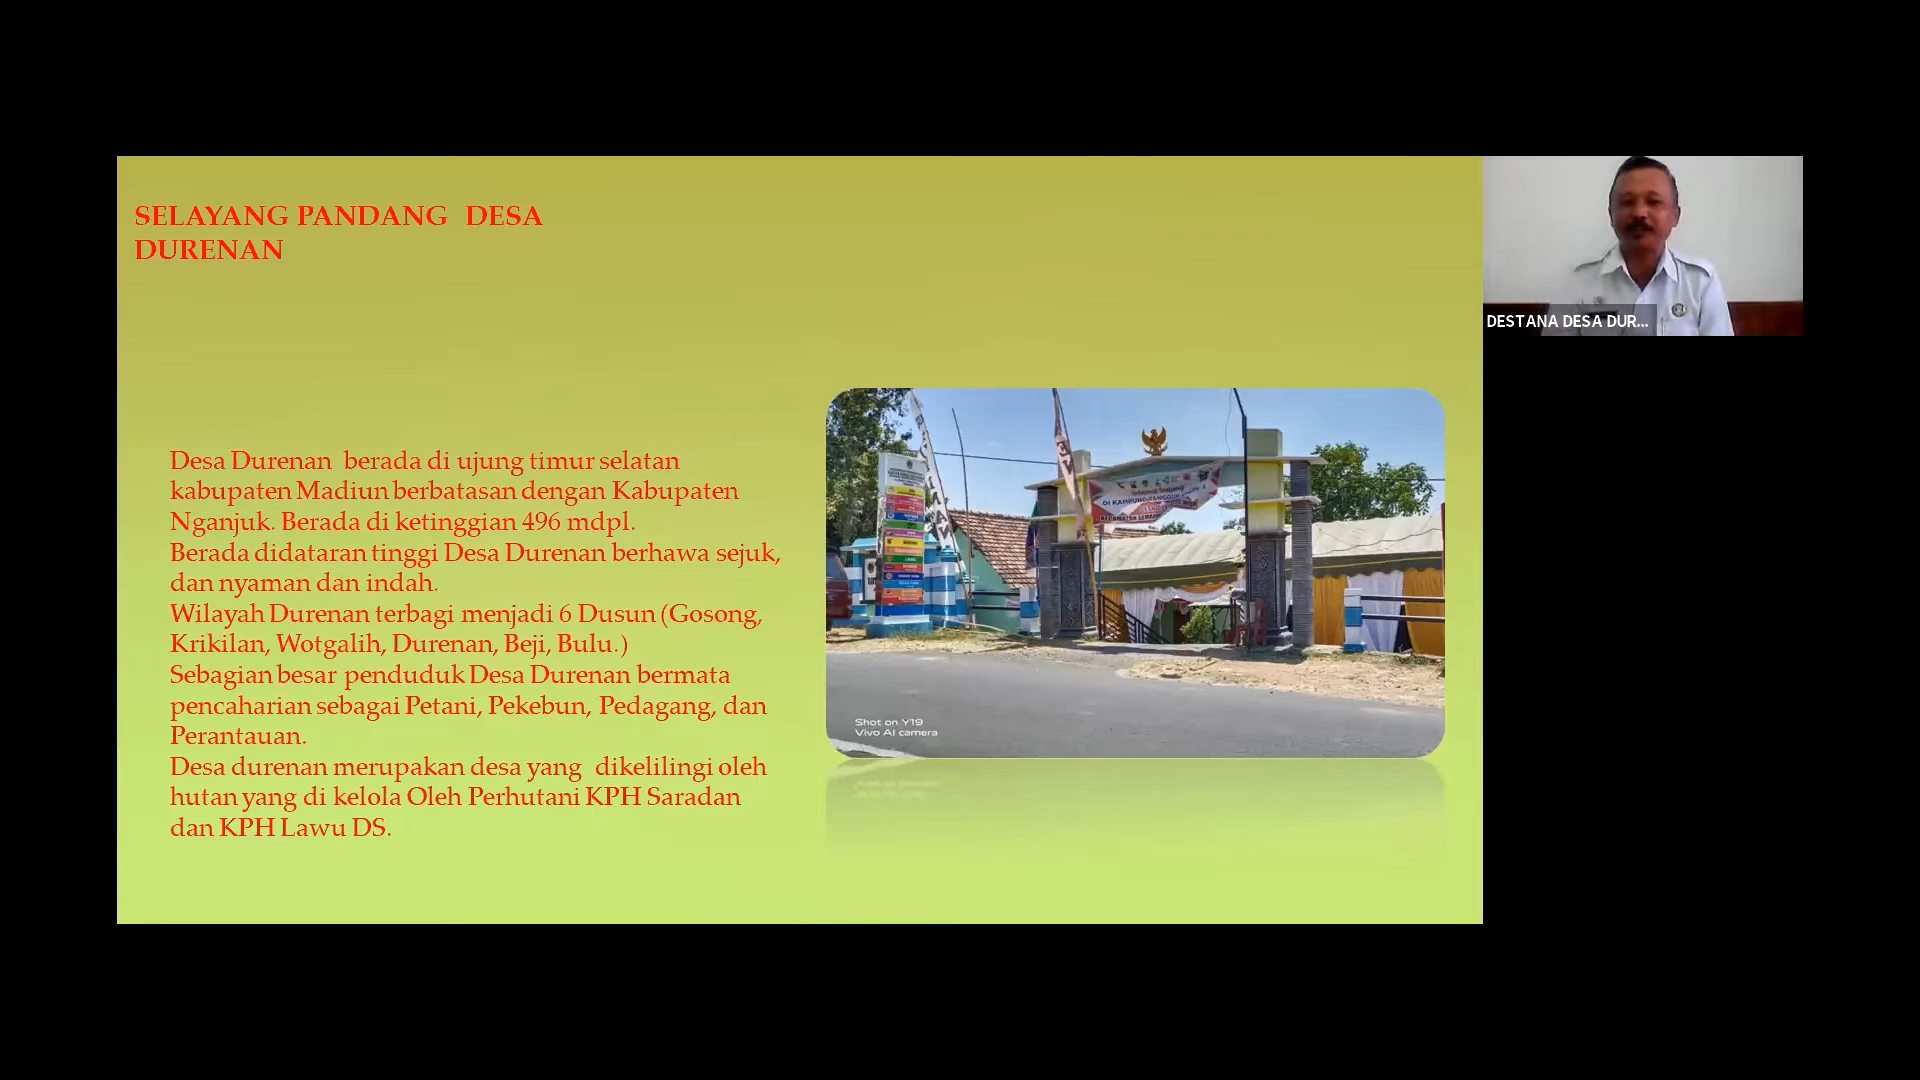 SELAYANG PANDANG DESA
DURENAN
Desa Durenan berada di ujung timur selatan
kabupaten Madiun berbatasan dengan Kabupaten
Nganjuk. Berada di ketinggian 496 mdpl.
Berada didataran tinggi Desa Durenan berhawa sejuk,
dan nyaman dan indah.
Wilayah Durenan terbagi menjadi 6 Dusun (Gosong,
Krikilan, Wotgalih, Durenan, Beji, Bulu.)
Sebagian besar penduduk Desa Durenan bermata
pencaharian sebagai Petani, Pekebun, Pedagang, dan
Perantauan.
Desa durenan merupakan desa yang dikelilingi oleh
hutan yang di kelola Oleh Perhutani KPH Saradan
dan KPH Lawu DS.
DI KAMPUNG TANGGUH
Shot on Y19
Vivo AI camera
DESTANA DESA DUR...